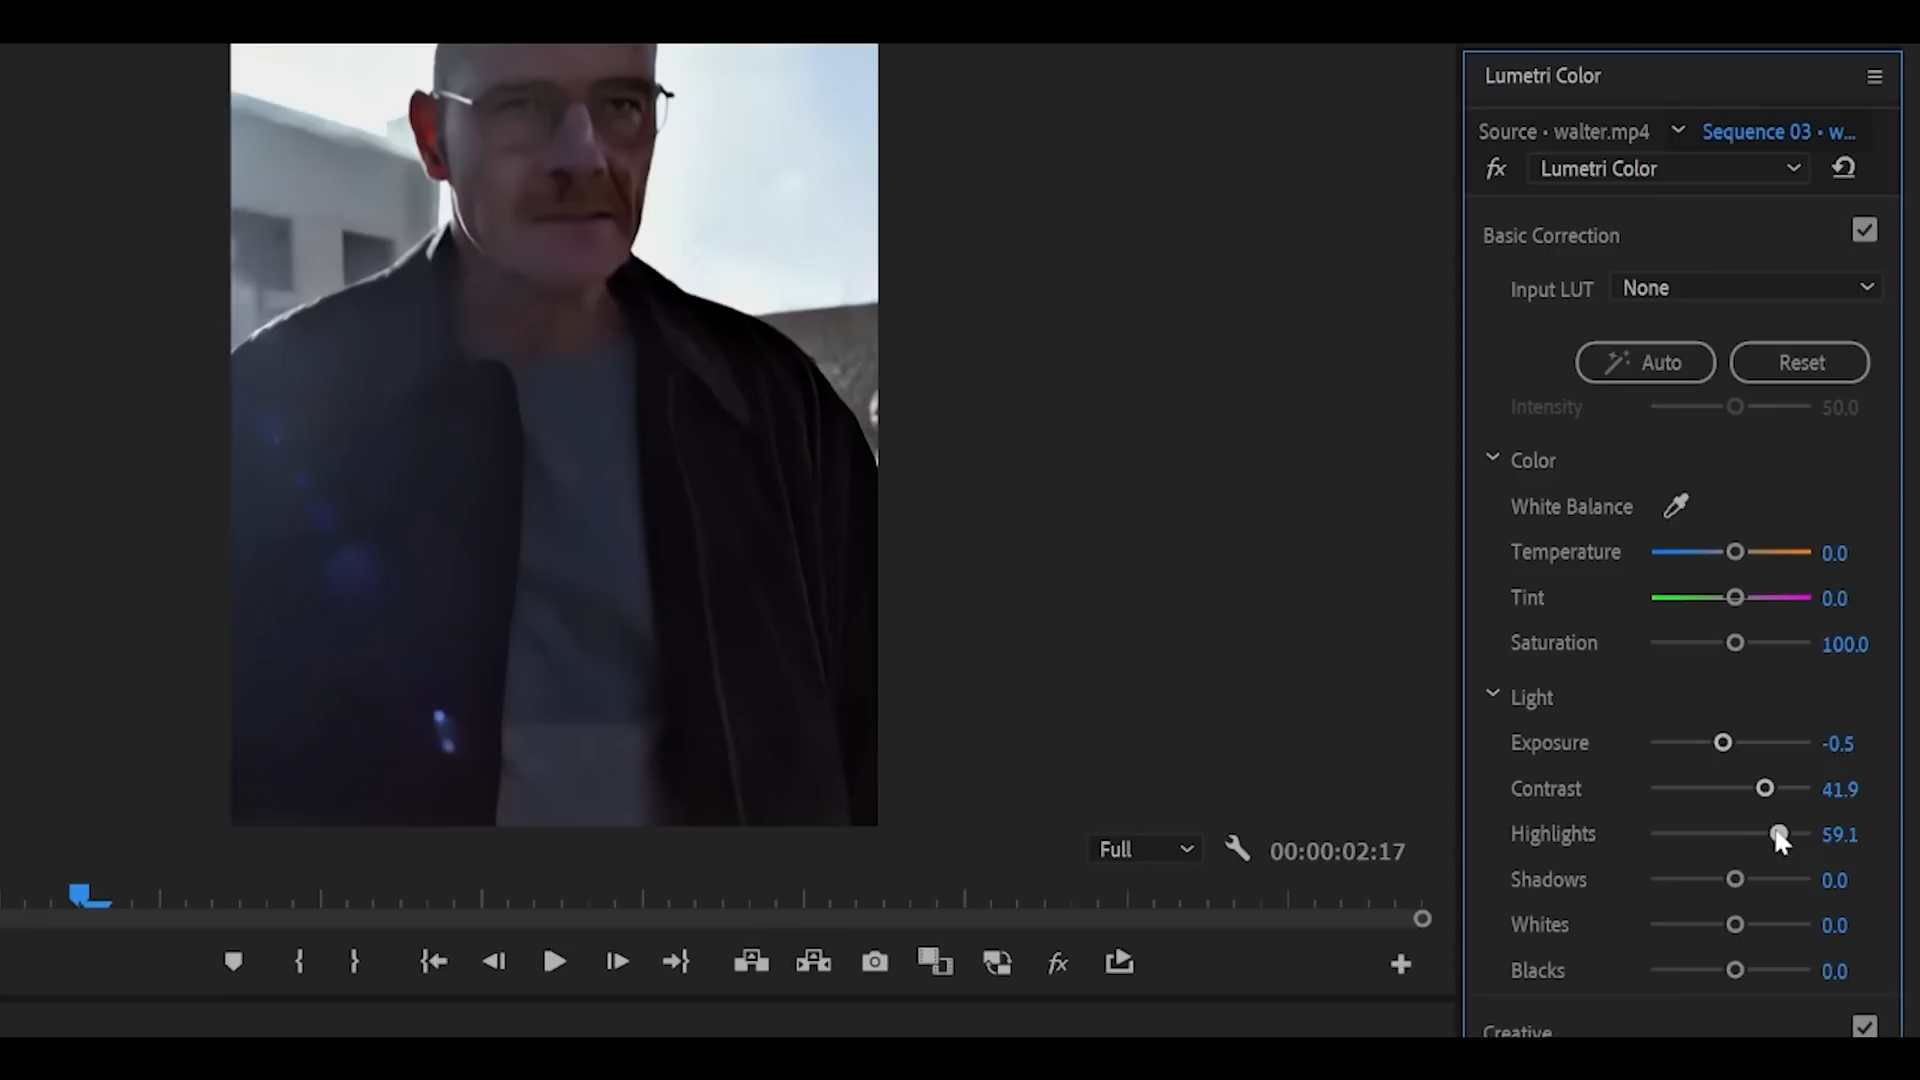 Lumetri Color
Source • walter.mp4 Sequence 03 • w...
fx Lumetri Color
Basic Correction
Input LUT None
Auto Reset
Intensity 50.0
Color
White Balance
Temperature 0.0
Tint 0.0
Saturation 100.0
Light
Exposure -0.5
Contrast 41.9
Highlights 59.1
Full 00:00:02:17
Shadows 0.0
Whites 0.0
fx
Blacks 0.0
Creative